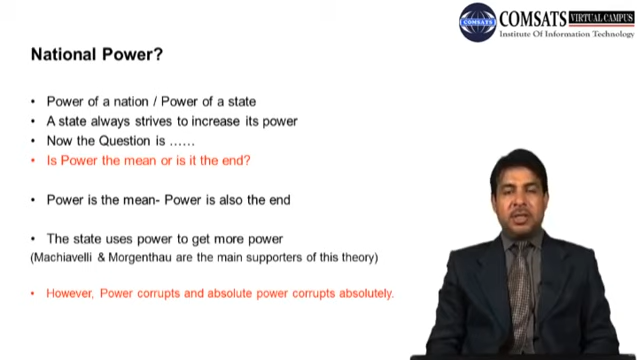 COMSATS VIRTUAL CAMPUS
Institute Of Information Technology
COMSATS
National Power?
• Power of a nation / Power of a state
• A state always strives to increase its power
• Now the Question is ......
• Is Power the mean or is it the end?
• Power is the mean- Power is also the end
• The state uses power to get more power
(Machiavelli & Morgenthau are the main supporters of this theory)
• However, Power corrupts and absolute power corrupts absolutely.